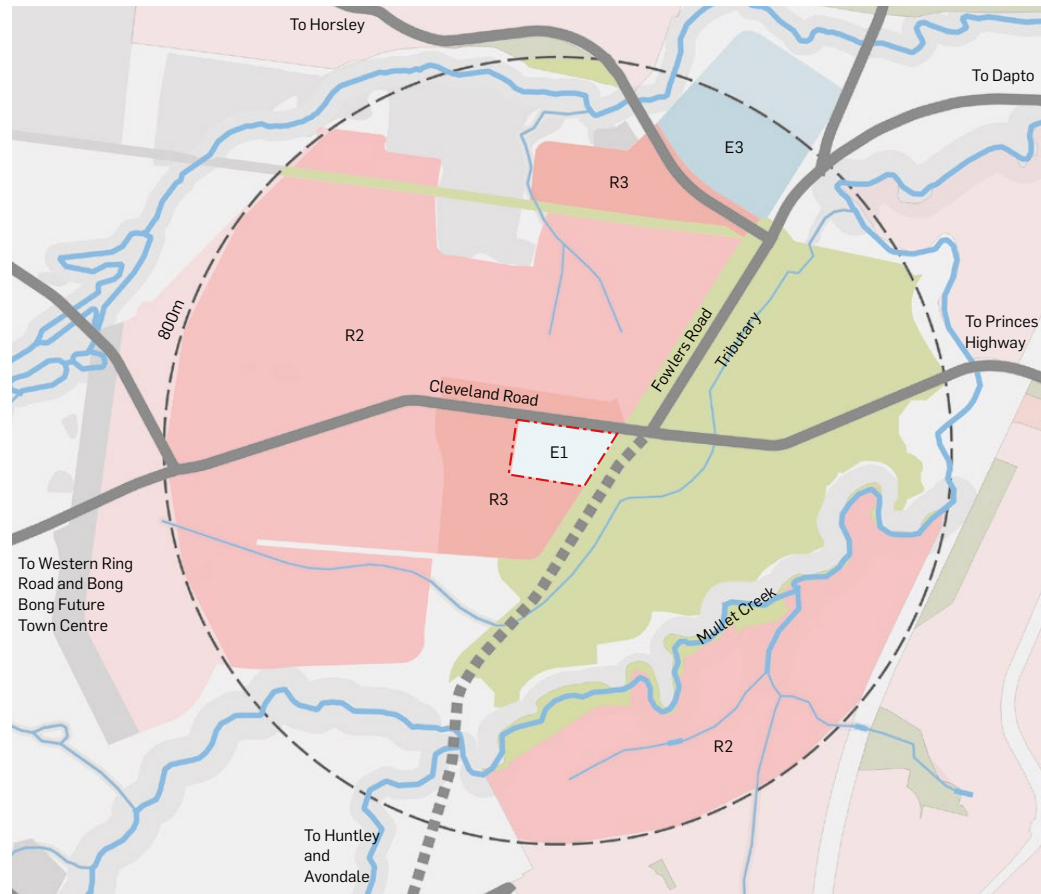 To Horsley
To Dapto
E3
R3
800m
R2
Fowlers Road
Tributary
To Princes
Highway
Cleveland Road
E1
R3
To Western Ring
Road and Bong
Bong Future
Town Centre
Mullet Creek
R2
To Huntley
and
Avondale